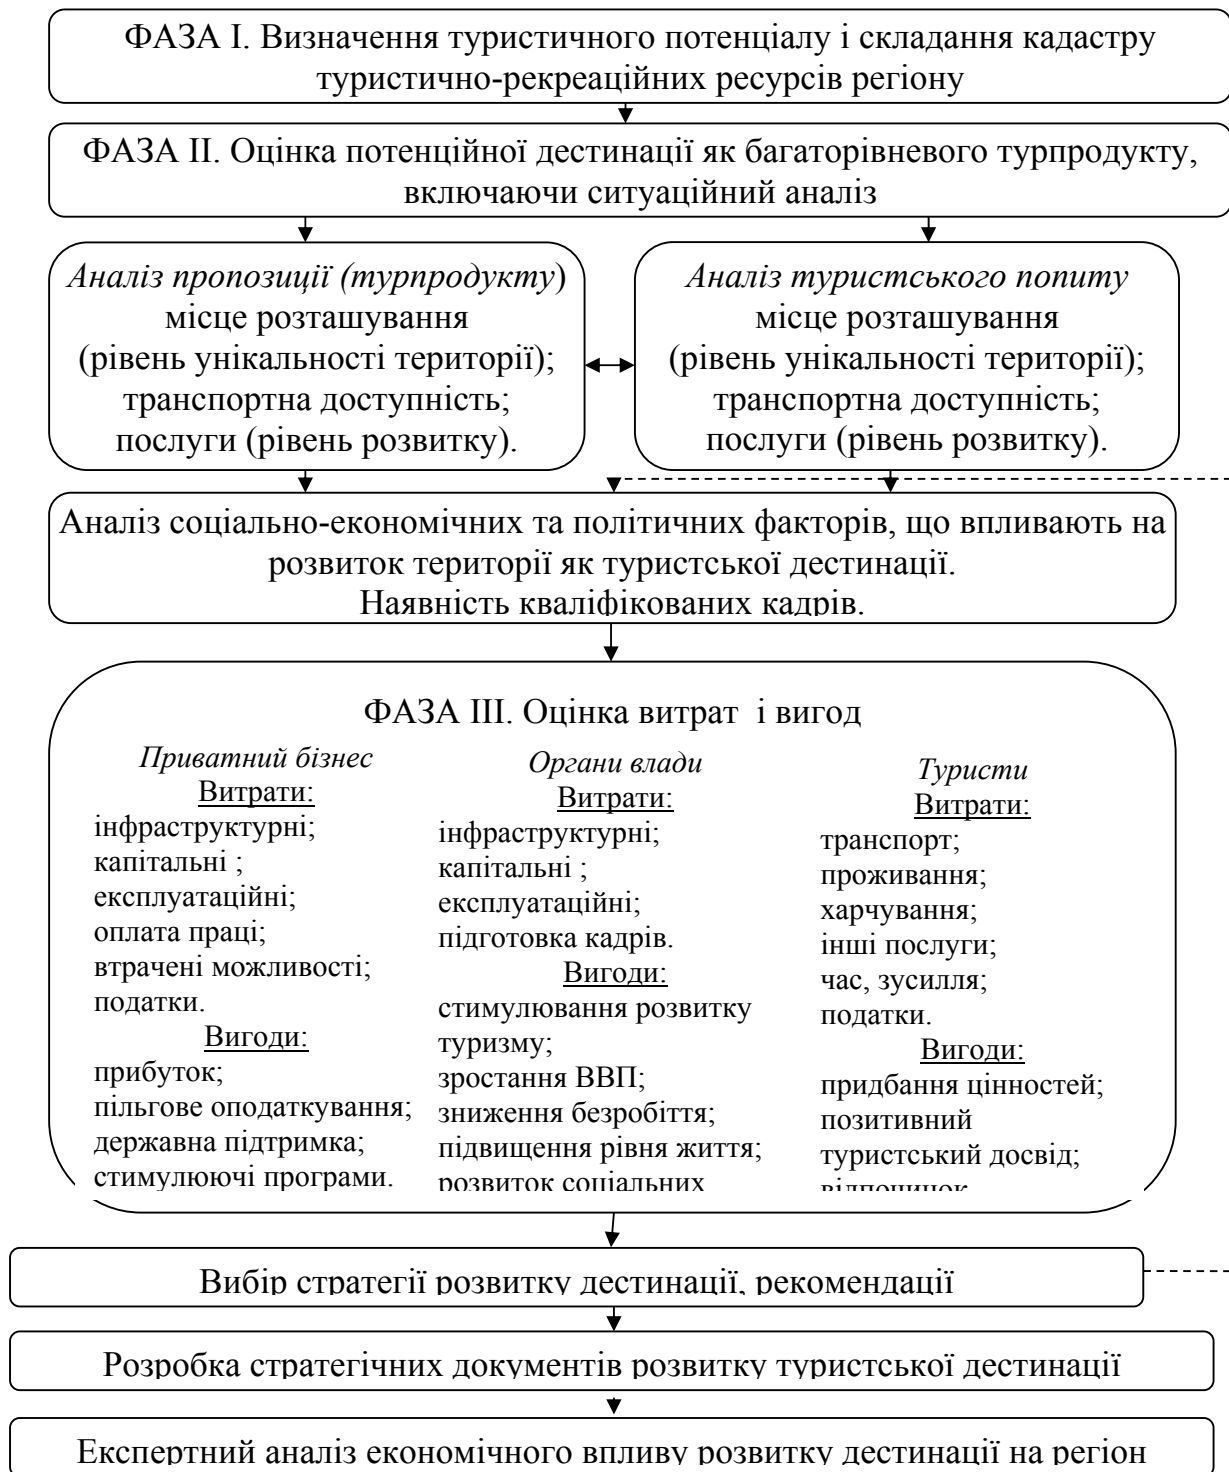 ФАЗА І. Визначення туристичного потенціалу і складання кадастру
туристично-рекреаційних ресурсів регіону
ФАЗА ІІ. Оцінка потенційної дестинації як багаторівневого турпродукту,
включаючи ситуаційний аналіз
Аналіз пропозиції (турпродукту)
місце розташування
(рівень унікальності території);
транспортна доступність;
послуги (рівень розвитку).
Аналіз туристського попиту
місце розташування
(рівень унікальності території);
транспортна доступність;
послуги (рівень розвитку).
Аналіз соціально-економічних та політичних факторів, що впливають на
розвиток території як туристської дестинації.
Наявність кваліфікованих кадрів.
ФАЗА ІІІ. Оцінка витрат і вигод
Приватний бізнес
Витрати:
інфраструктурні;
капітальні ;
експлуатаційні;
оплата праці;
втрачені можливості;
податки.
Вигоди:
прибуток;
пільгове оподаткування;
державна підтримка;
стимулюючі програми.
Органи влади
Витрати:
інфраструктурні;
капітальні ;
експлуатаційні;
підготовка кадрів.
Вигоди:
стимулювання розвитку
туризму;
зростання ВВП;
зниження безробіття;
підвищення рівня життя;
розвиток соціальних
Туристи
Витрати:
транспорт;
проживання;
харчування;
інші послуги;
час, зусилля;
податки.
Вигоди:
придбання цінностей;
позитивний
туристський досвід;
відпочинок
Вибір стратегії розвитку дестинації, рекомендації
Розробка стратегічних документів розвитку туристської дестинації
Експертний аналіз економічного впливу розвитку дестинації на регіон